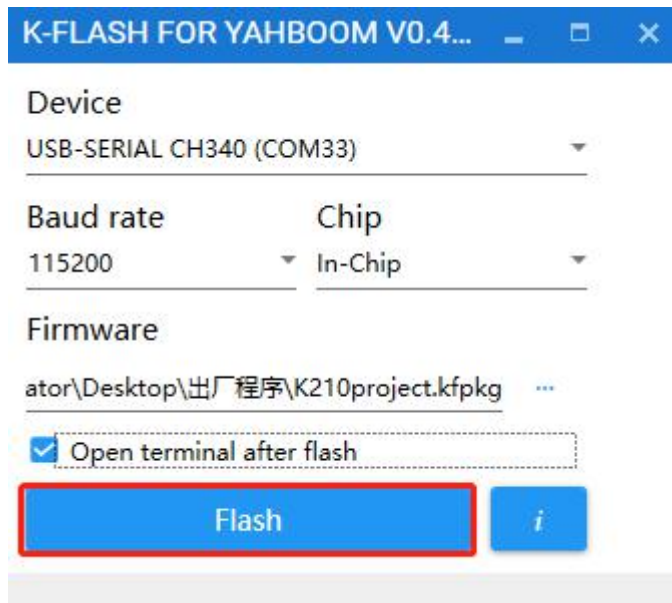 K-FLASH FOR YAHBOOM V0.4...
Device
USB-SERIAL CH340 (COM33)
Baud rate Chip
115200 In-Chip
Firmware
ator\Desktop\出厂程序\K210project.kfpkg ...
Open terminal after flash
Flash i